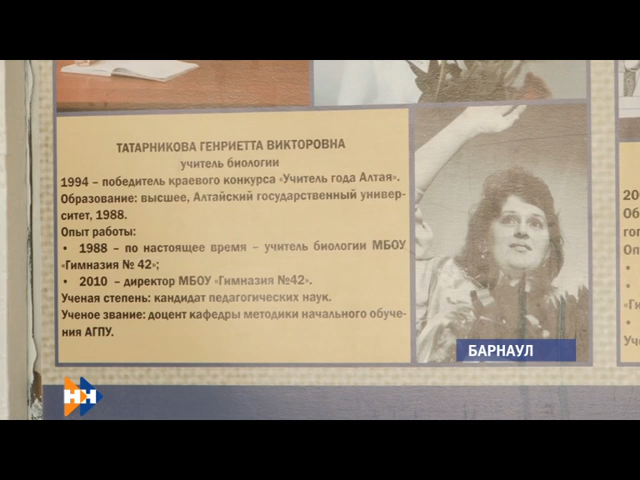 ТАТАРНИКОВА ГЕНРИЕТТА ВИКТОРОВНА
учитель биологии
1994 – победитель краевого конкурса «Учитель года Алтая».
Образование: высшее, Алтайский государственный универ-
ситет, 1988.
Опыт работы:
• 1988 – по настоящее время – учитель биологии МБОУ
«Гимназия № 42»;
• 2010 – директор МБОУ «Гимназия №42».
Ученая степень: кандидат педагогических наук.
Ученое звание: доцент кафедры методики начального обуче-
ния АГПУ.
БАРНАУЛ
НН